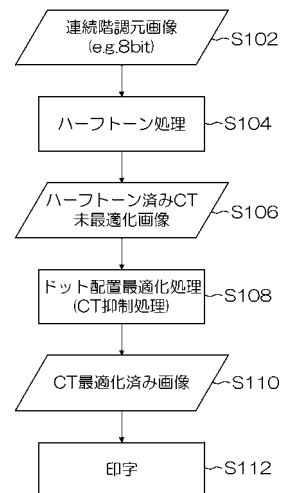 連続階調元画像
(e.g.8bit)
S102
ハーフトーン処理
S104
ハーフトーン済みCT
未最適化画像
S106
ドット配置最適化処理
(CT抑制処理)
S108
CT最適化済み画像
S110
印字
S112